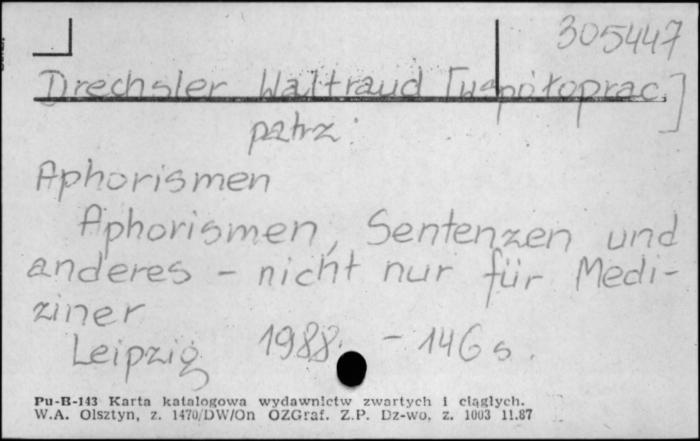 305447
Drechsler Waltraud [współoprac.]
patrz:
Aphorismen
Aphorismen, Sentenzen und
anderes - nicht nur für Medi-
ziner
Leipzig 1988. - 146 s.
Pu-B-143 Karta katalogowa wydawnictw zwartych i ciągłych.
W.A. Olsztyn, z. 1470/DW/On OZGraf. Z.P. Dz-wo, z. 1003 11.87